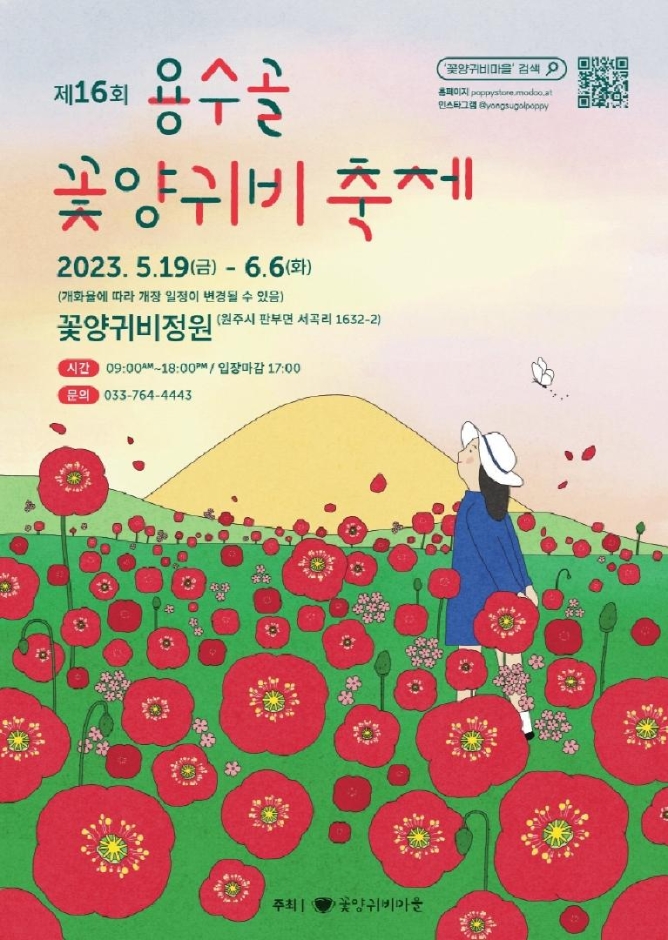 제16회 용수골
꽃양귀비 축제
'꽃양귀비마을' 검색
홈페이지 poppystore.modoo.at
인스타그램 @yongsugolpoppy
2023. 5.19(금) - 6.6(화)
(개화율에 따라 개장 일정이 변경될 수 있음)
꽃양귀비정원 (원주시 판부면 서곡리 1632-2)
시간 09:00AM~18:00PM / 입장마감 17:00
문의 033-764-4443
주최 | 꽃양귀비마을